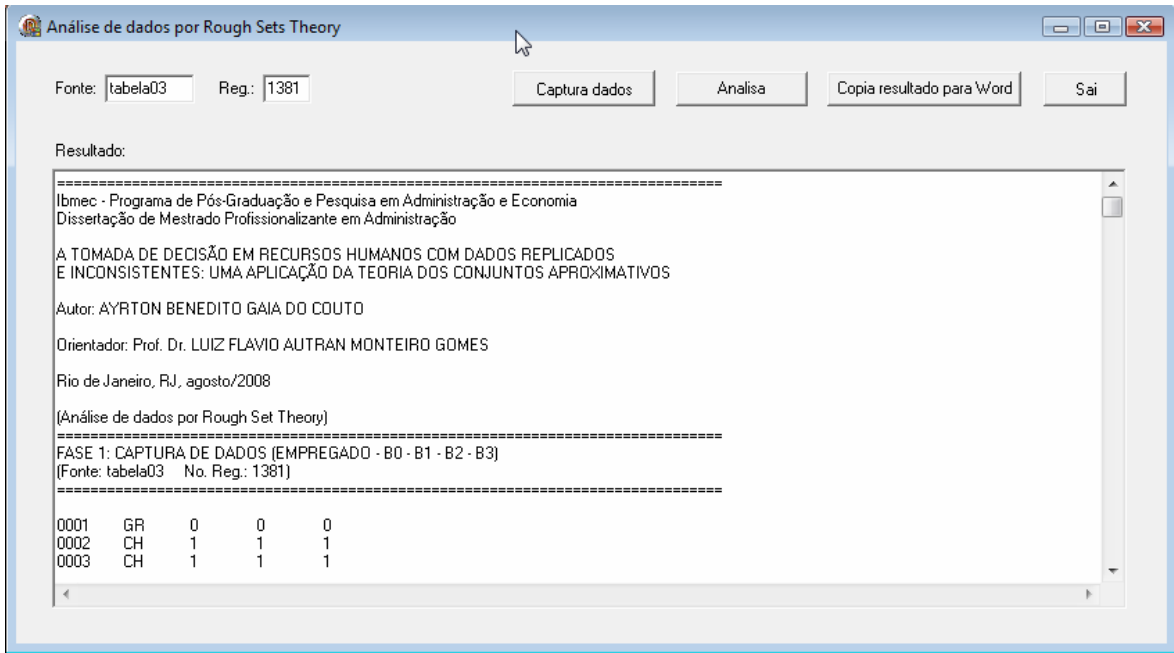 Análise de dados por Rough Sets Theory
Fonte: tabela03 Reg.: 1381 Captura dados Analisa Copia resultado para Word Sai
Resultado:
================================================================================
Ibmec - Programa de Pós-Graduação e Pesquisa em Administração e Economia
Dissertação de Mestrado Profissionalizante em Administração
A TOMADA DE DECISÃO EM RECURSOS HUMANOS COM DADOS REPLICADOS
E INCONSISTENTES: UMA APLICAÇÃO DA TEORIA DOS CONJUNTOS APROXIMATIVOS
Autor: AYRTON BENEDITO GAIA DO COUTO
Orientador: Prof. Dr. LUIZ FLAVIO AUTRAN MONTEIRO GOMES
Rio de Janeiro, RJ, agosto/2008
(Análise de dados por Rough Set Theory)
================================================================================
FASE 1: CAPTURA DE DADOS (EMPREGADO - B0 - B1 - B2 - B3)
(Fonte: tabela03 No. Reg.: 1381)
================================================================================
0001 GR 0 0 0
0002 CH 1 1 1
0003 CH 1 1 1